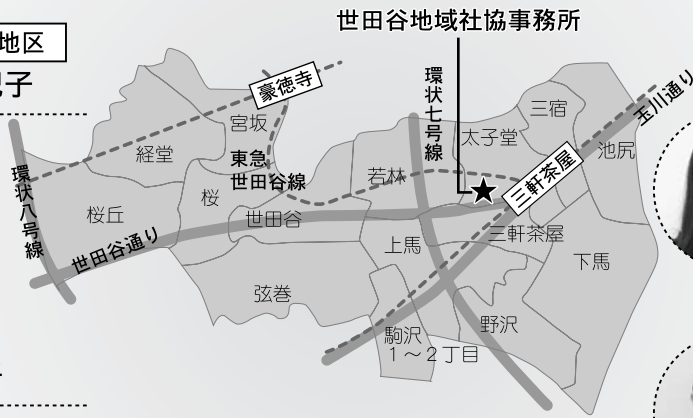 世田谷地域社協事務所
地区
子
豪徳寺
環状七号線
玉川通り
三宿
宮坂
太子堂
池尻
経堂
東急
世田谷線
若林
三軒茶屋
環状八号線
桜
桜丘
世田谷
世田谷通り
上馬
三軒茶屋
下馬
弦巻
駒沢
1〜2丁目
野沢